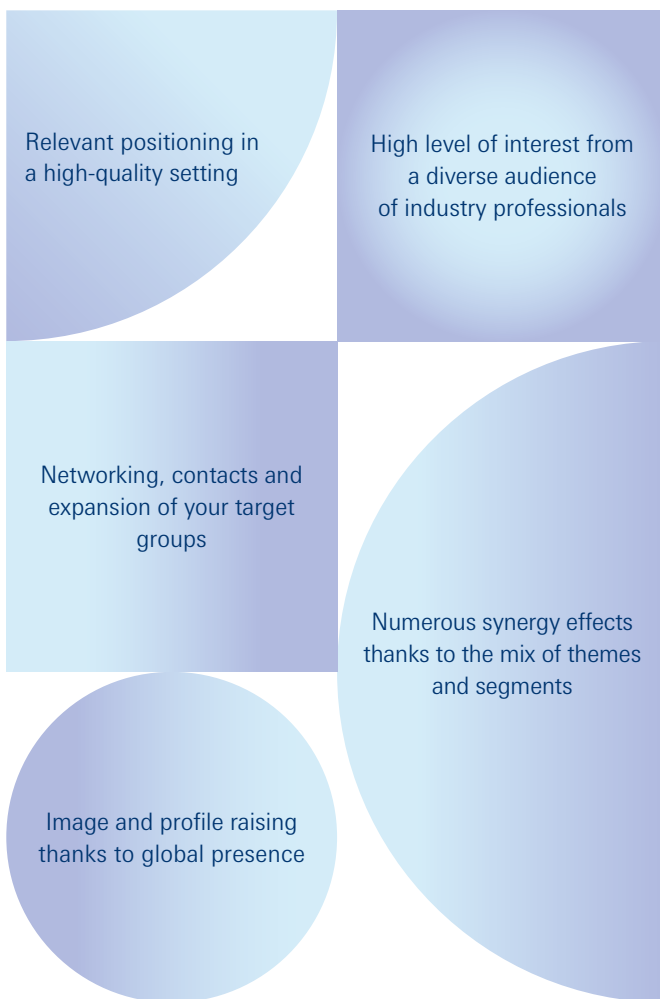 Relevant positioning in
a high-quality setting
High level of interest from
a diverse audience
of industry professionals
Networking, contacts and
expansion of your target
groups
Numerous synergy effects
thanks to the mix of themes
and segments
Image and profile raising
thanks to global presence